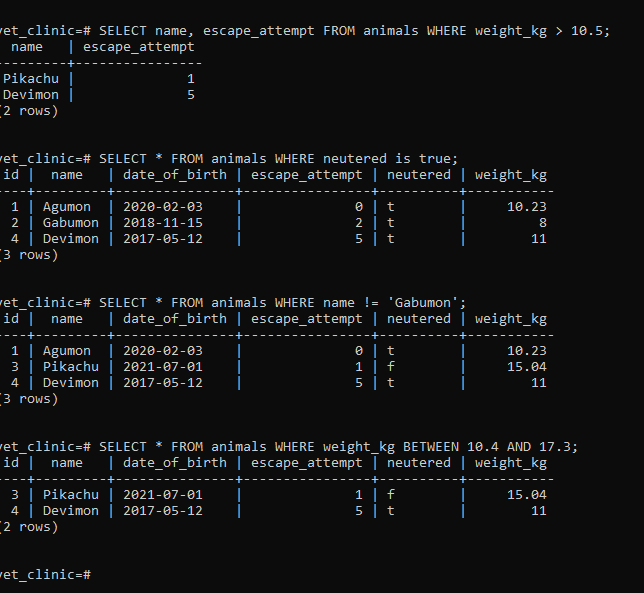 vet_clinic=# SELECT name, escape_attempt FROM animals WHERE weight_kg > 10.5;
  name   | escape_attempt
---------+----------------
 Pikachu |              1
 Devimon |              5
(2 rows)
vet_clinic=# SELECT * FROM animals WHERE neutered is true;
 id |  name   | date_of_birth | escape_attempt | neutered | weight_kg
----+---------+---------------+----------------+----------+-----------
  1 | Agumon  | 2020-02-03    |              0 | t        |     10.23
  2 | Gabumon | 2018-11-15    |              2 | t        |         8
  4 | Devimon | 2017-05-12    |              5 | t        |        11
(3 rows)
vet_clinic=# SELECT * FROM animals WHERE name != 'Gabumon';
 id |  name   | date_of_birth | escape_attempt | neutered | weight_kg
----+---------+---------------+----------------+----------+-----------
  1 | Agumon  | 2020-02-03    |              0 | t        |     10.23
  3 | Pikachu | 2021-07-01    |              1 | f        |     15.04
  4 | Devimon | 2017-05-12    |              5 | t        |        11
(3 rows)
vet_clinic=# SELECT * FROM animals WHERE weight_kg BETWEEN 10.4 AND 17.3;
 id |  name   | date_of_birth | escape_attempt | neutered | weight_kg
----+---------+---------------+----------------+----------+-----------
  3 | Pikachu | 2021-07-01    |              1 | f        |     15.04
  4 | Devimon | 2017-05-12    |              5 | t        |        11
(2 rows)
vet_clinic=#